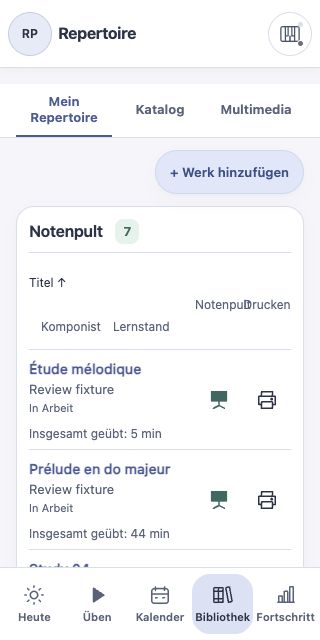 RP Repertoire
Mein
Repertoire
Katalog
Multimedia
+ Werk hinzufügen
Notenpult 7
Titel ↑
Notenpult Drucken
Komponist Lernstand
Étude mélodique
Review fixture
In Arbeit
Insgesamt geübt: 5 min
Prélude en do majeur
Review fixture
In Arbeit
Insgesamt geübt: 44 min
Heute Üben Kalender Bibliothek Fortschritt